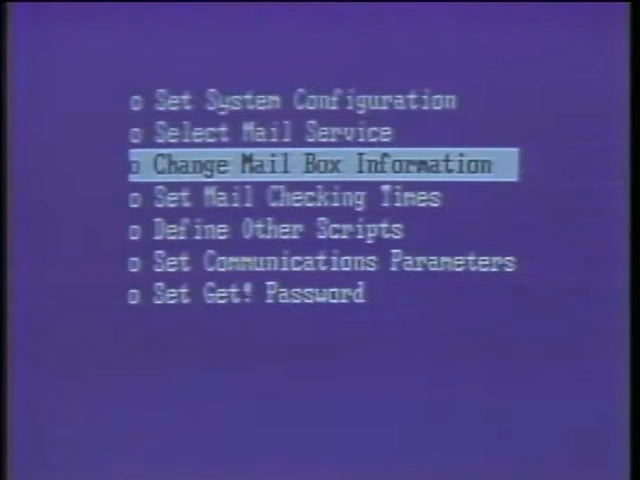 o Set System Configuration
o Select Mail Service
o Change Mail Box Information
o Set Mail Checking Times
o Define Other Scripts
o Set Communications Parameters
o Set Get! Password